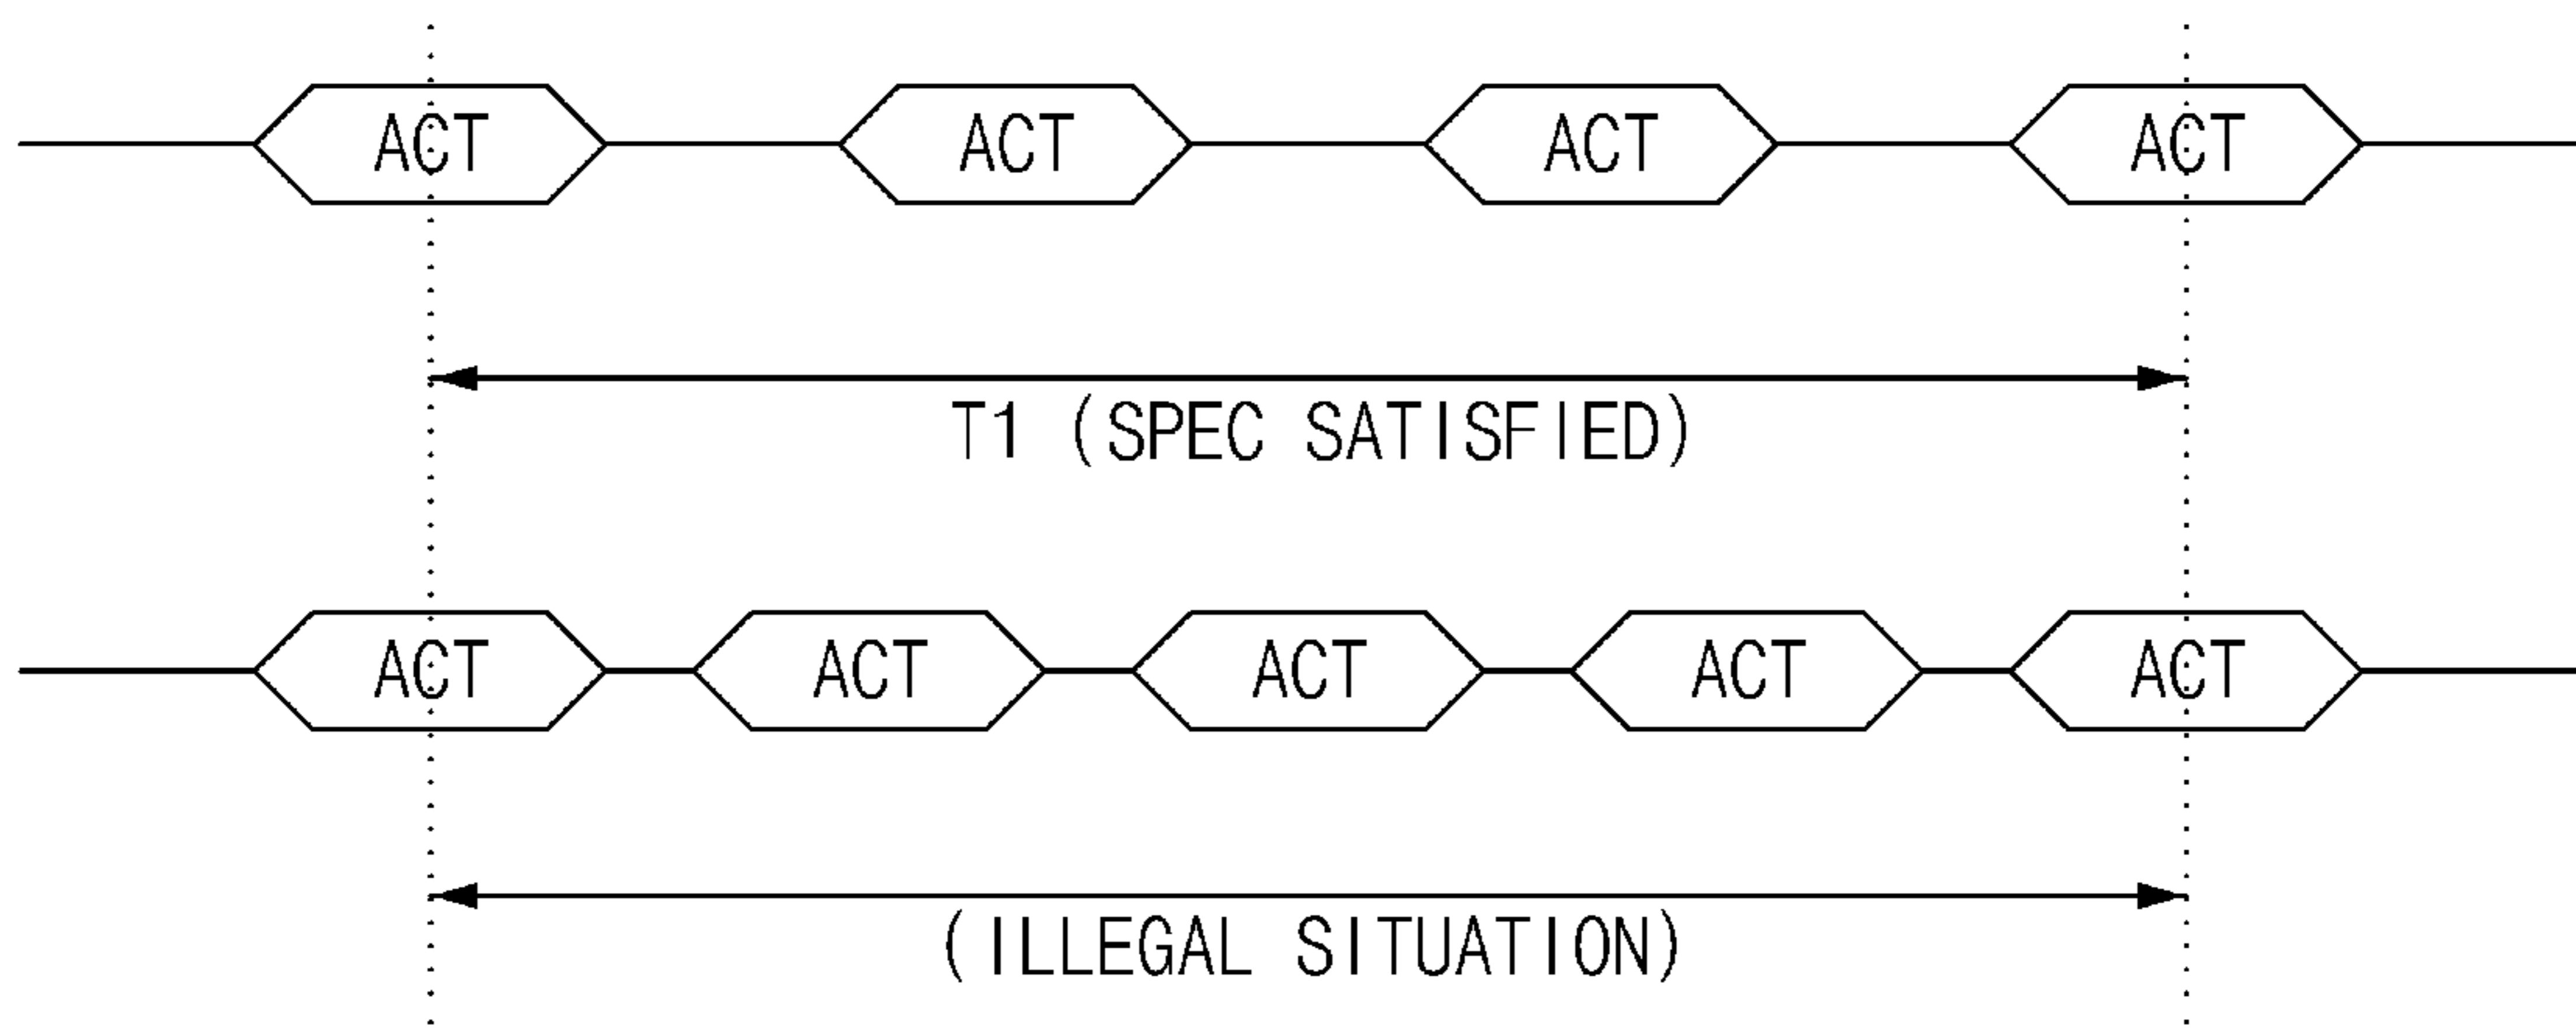 ACT ACT ACT ACT
T1 (SPEC SATISFIED)
ACT ACT ACT ACT ACT
(ILLEGAL SITUATION)